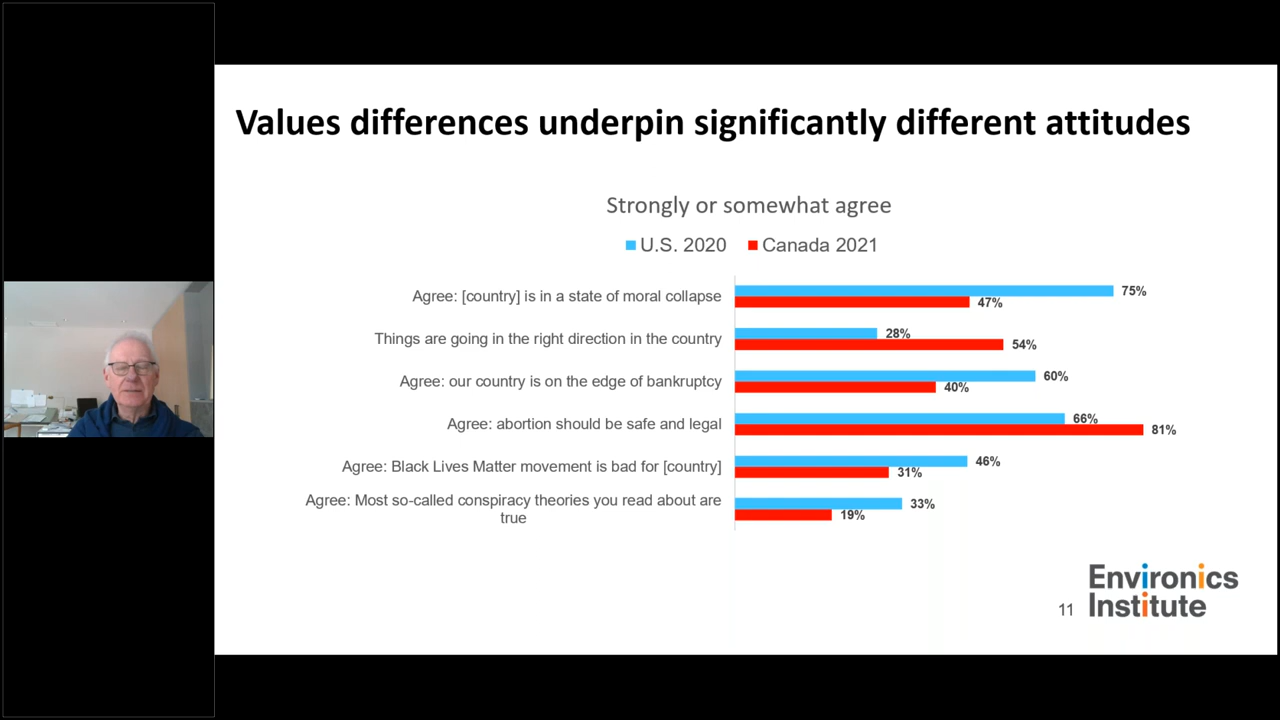 Values differences underpin significantly different attitudes
Strongly or somewhat agree
U.S. 2020 Canada 2021
Agree: [country] is in a state of moral collapse
75%
47%
Things are going in the right direction in the country
28%
54%
Agree: our country is on the edge of bankruptcy
60%
40%
Agree: abortion should be safe and legal
66%
81%
Agree: Black Lives Matter movement is bad for [country]
46%
31%
Agree: Most so-called conspiracy theories you read about are
true
33%
19%
11
Environics
Institute